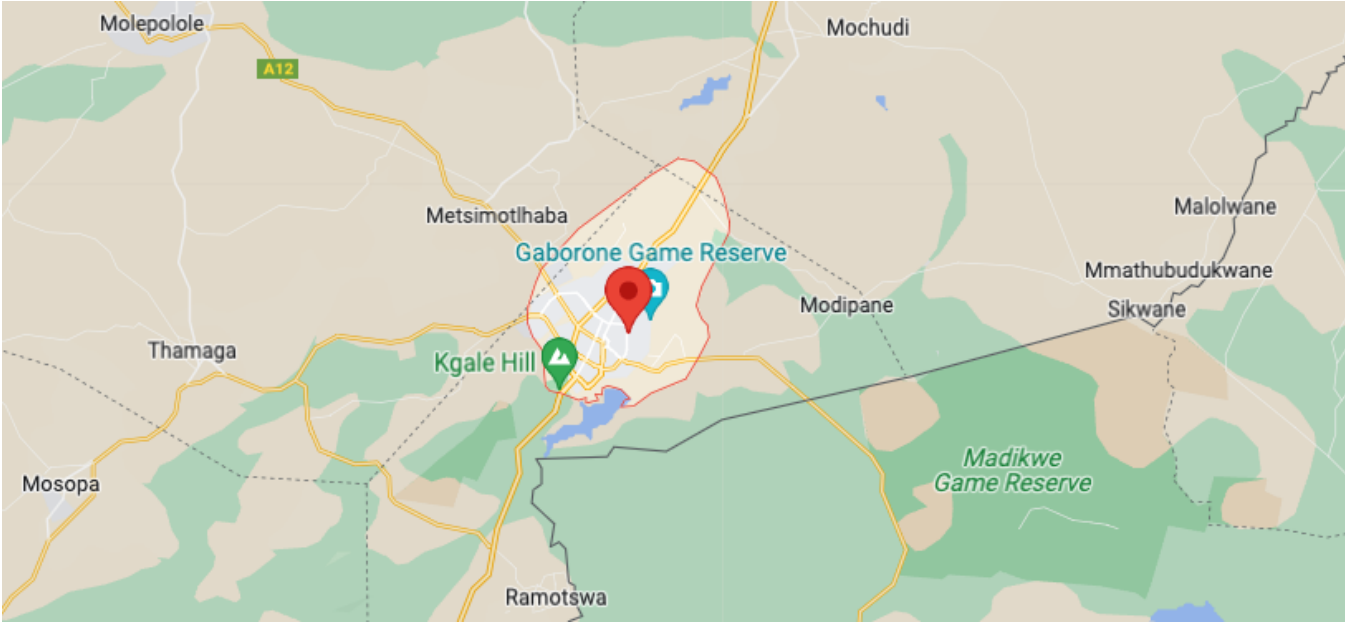 Molepolole
Mochudi
A12
Malolwane
Metsimotlhaba
Gaborone Game Reserve
Mmathubudukwane
Modipane
Sikwane
Thamaga
Kgale Hill
Madikwe
Game Reserve
Mosopa
Ramotswa